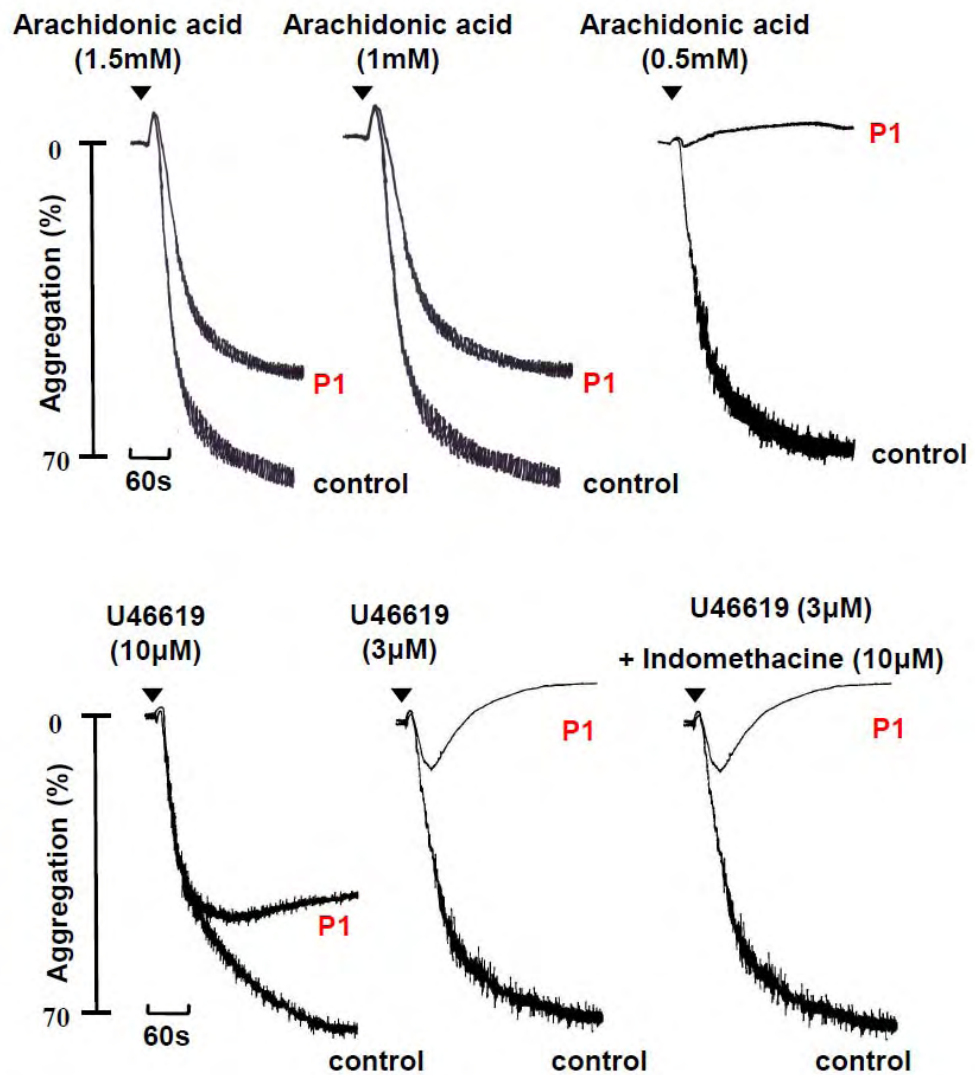 Arachidonic acid
(1.5mM)
Arachidonic acid
(1mM)
Arachidonic acid
(0.5mM)
0
P1
Aggregation (%)
P1
P1
control
70
60s
control
control
U46619
(10µM)
U46619
(3µM)
U46619 (3µM)
+ Indomethacine (10µM)
0
P1
P1
Aggregation (%)
P1
70
60s
control
control
control